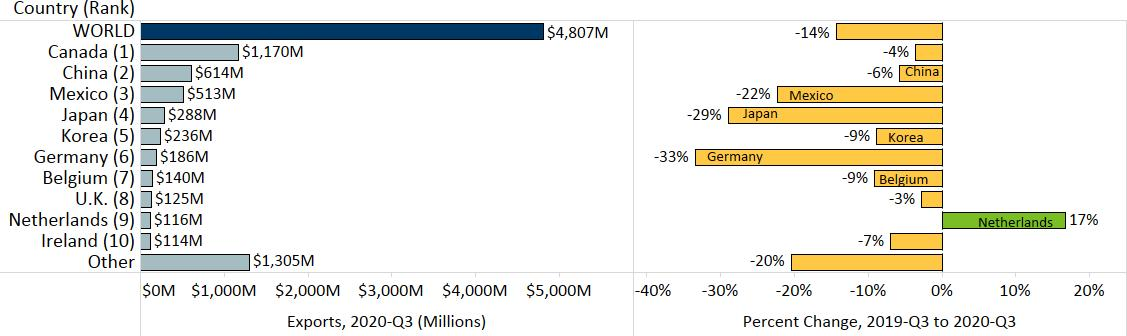 Country (Rank)
WORLD $4,807M -14%
Canada (1) $1,170M -4%
China (2) $614M -6% China
Mexico (3) $513M -22% Mexico
Japan (4) $288M -29% Japan
Korea (5) $236M -9% Korea
Germany (6) $186M -33% Germany
Belgium (7) $140M -9% Belgium
U.K. (8) $125M -3%
Netherlands (9) $116M Netherlands 17%
Ireland (10) $114M -7%
Other $1,305M -20%
$0M $1,000M $2,000M $3,000M $4,000M $5,000M -40% -30% -20% -10% 0% 10% 20%
Exports, 2020-Q3 (Millions) Percent Change, 2019-Q3 to 2020-Q3